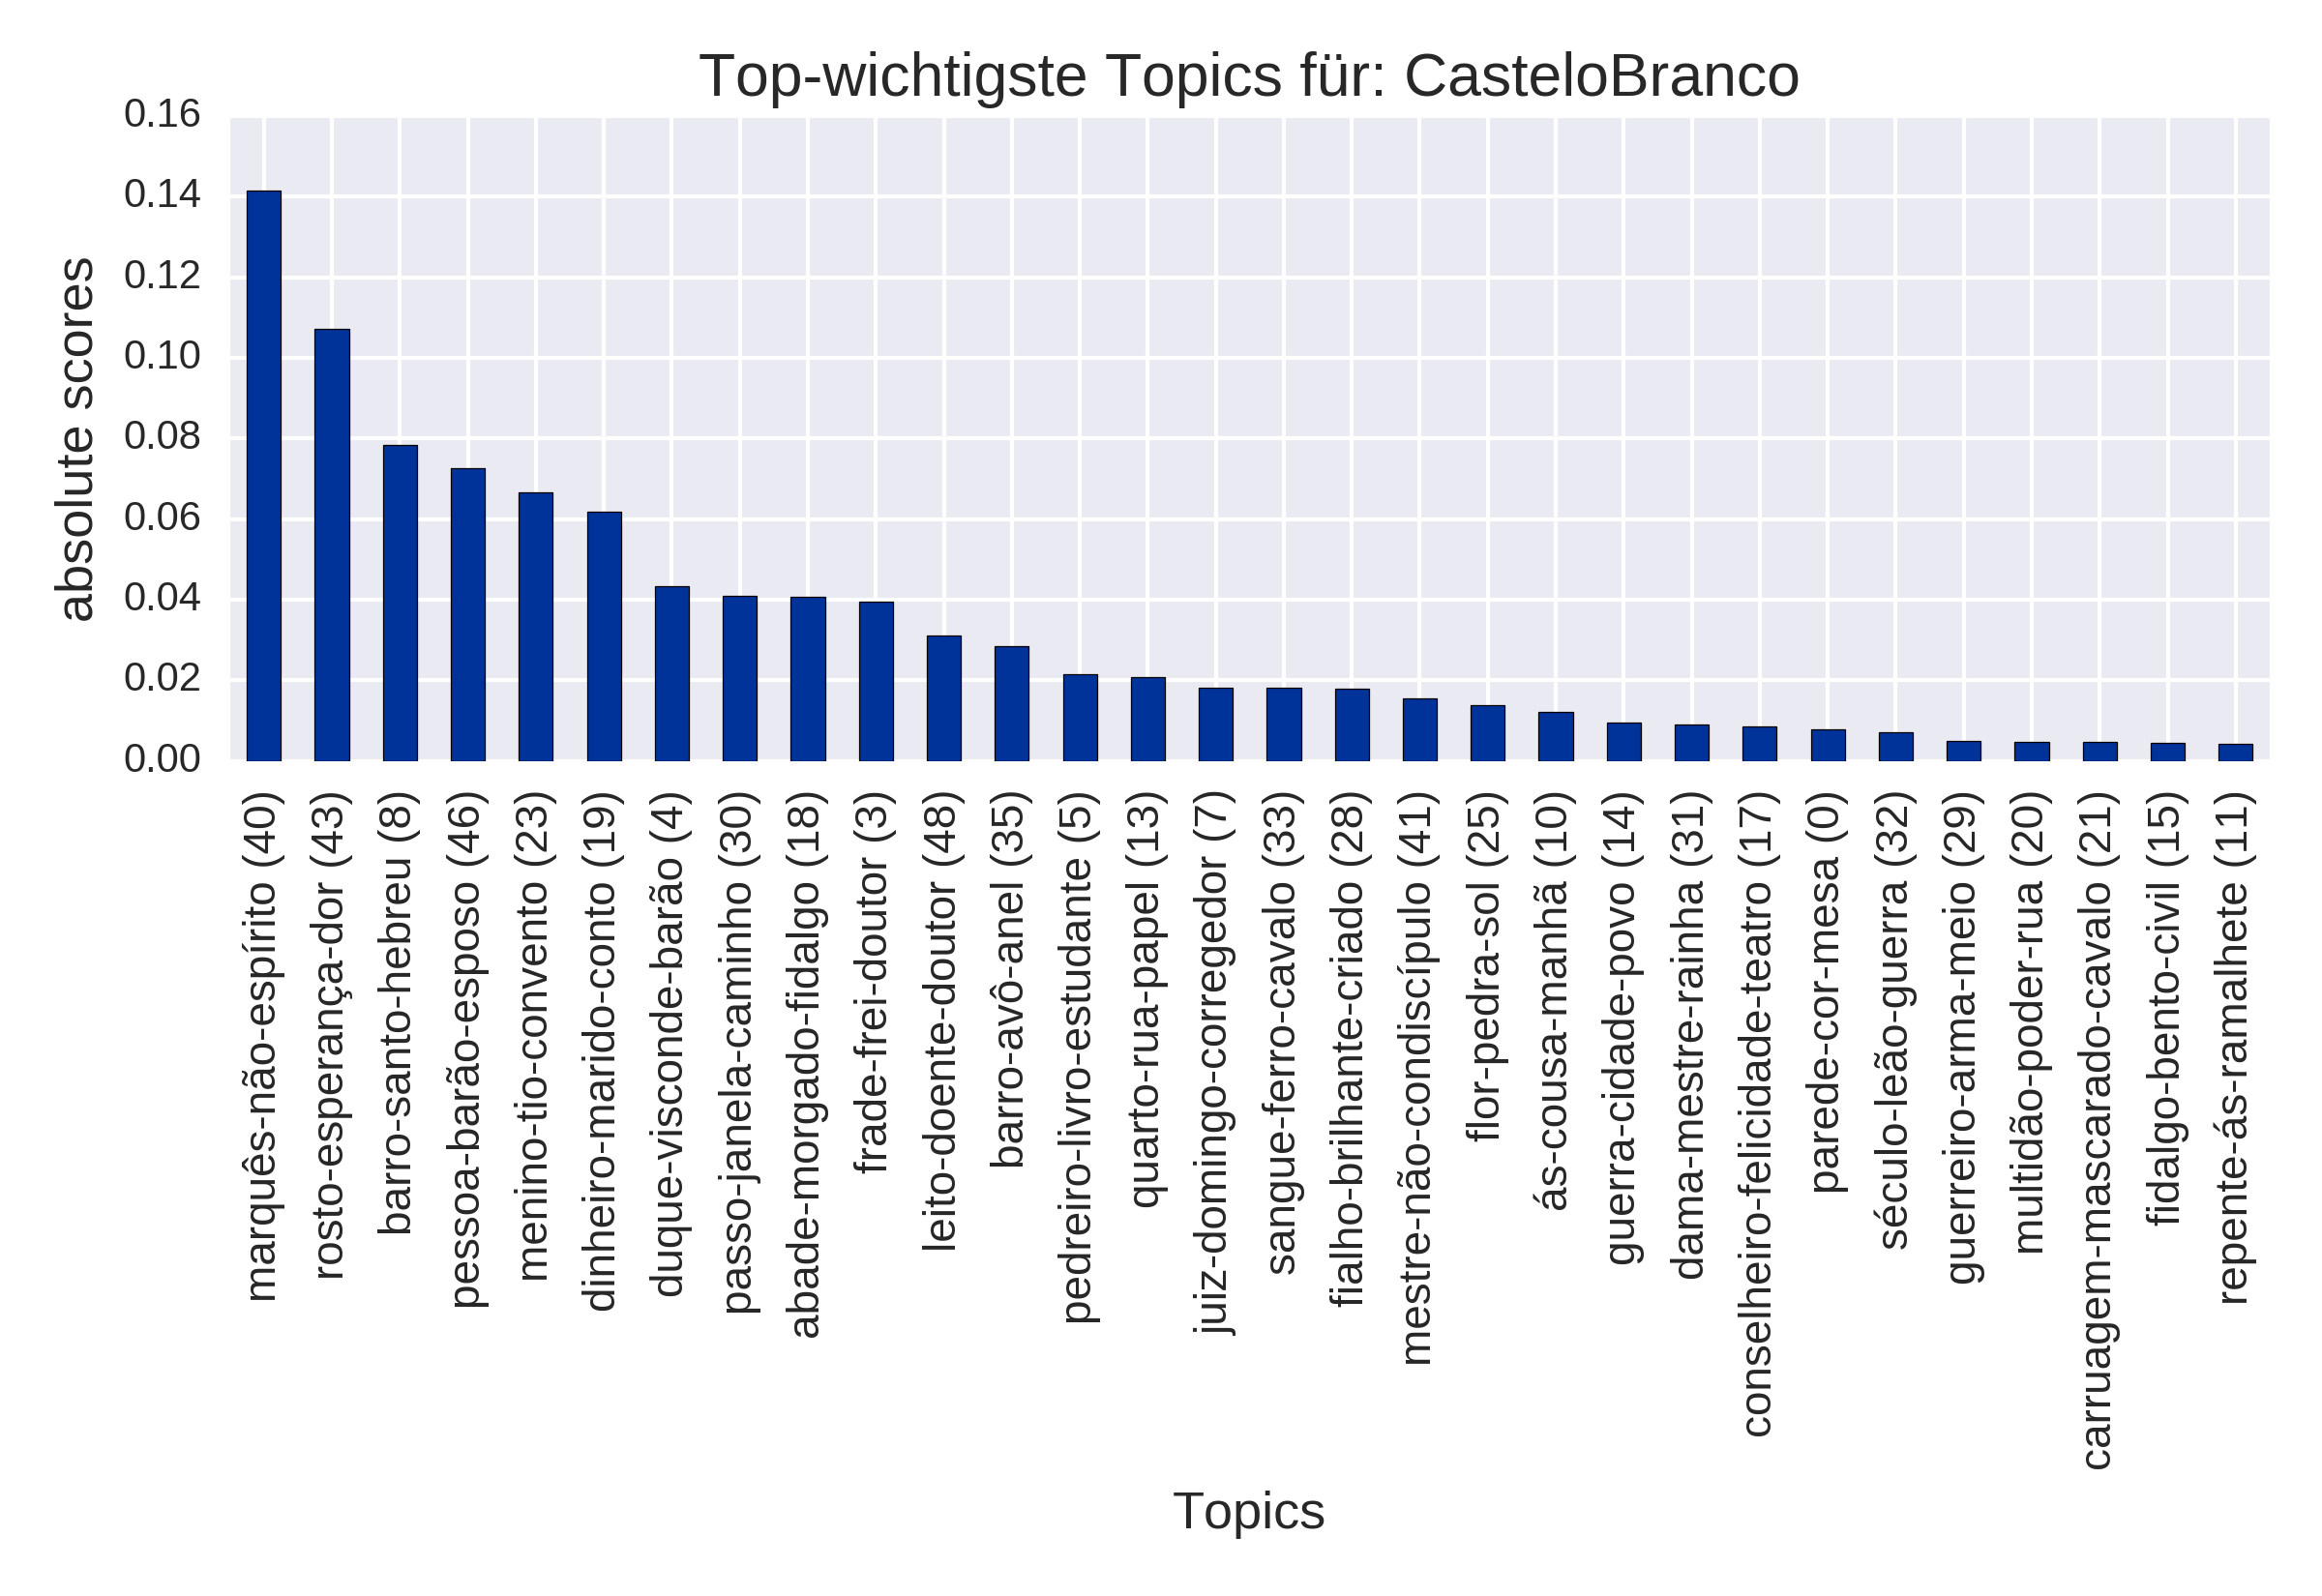 Top-wichtigste Topics für: CasteloBranco
absolute scores
0.16
0.14
0.12
0.10
0.08
0.06
0.04
0.02
0.00
marquês-não-espírito (40)
rosto-esperança-dor (43)
barro-santo-hebreu (8)
pessoa-barão-esposo (46)
menino-tio-convento (23)
dinheiro-marido-conto (19)
duque-visconde-barão (4)
passo-janela-caminho (30)
abade-morgado-fidalgo (18)
frade-frei-doutor (3)
leito-doente-doutor (48)
barro-avô-anel (35)
pedreiro-livro-estudante (5)
quarto-rua-papel (13)
juiz-domingo-corregedor (7)
sangue-ferro-cavalo (33)
fialho-brilhante-criado (28)
mestre-não-condiscípulo (41)
flor-pedra-sol (25)
ás-cousa-manhã (10)
guerra-cidade-povo (14)
dama-mestre-rainha (31)
conselheiro-felicidade-teatro (17)
parede-cor-mesa (0)
século-leão-guerra (32)
guerreiro-arma-meio (29)
multidão-poder-rua (20)
carruagem-mascarado-cavalo (21)
fidalgo-bento-civil (15)
repente-ás-ramalhete (11)
Topics